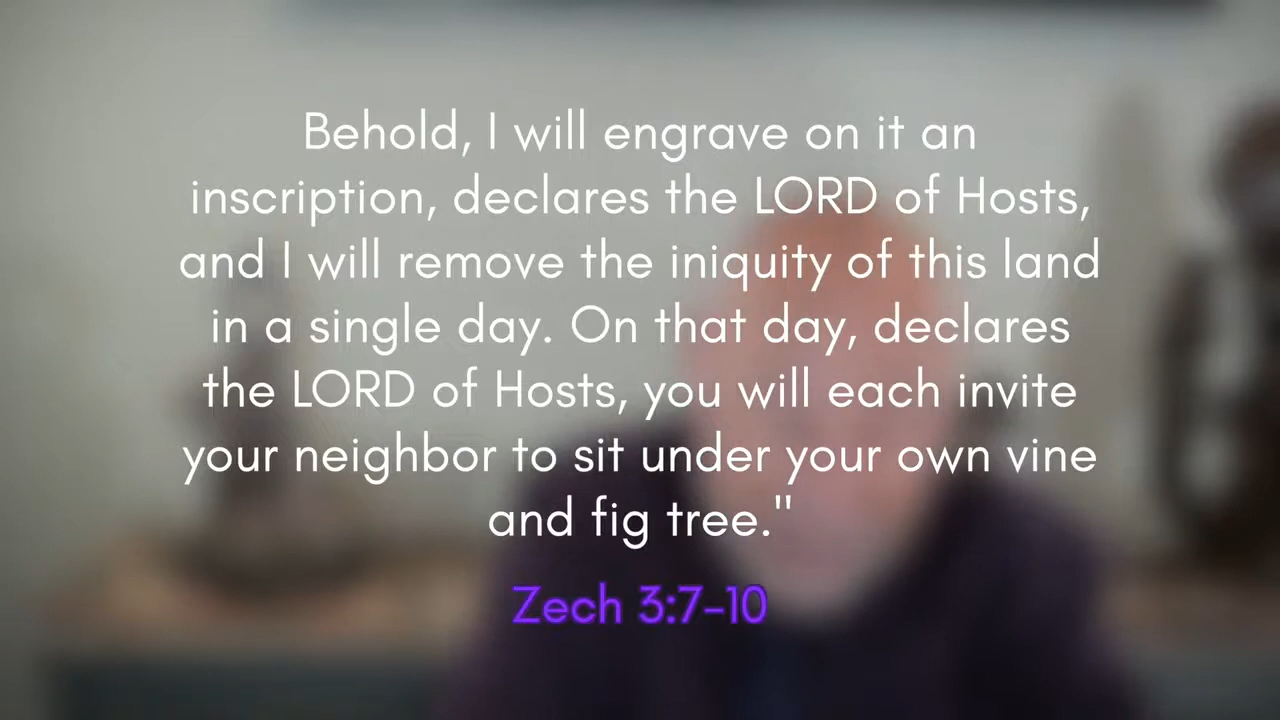 Behold, I will engrave on it an
inscription, declares the LORD of Hosts,
and I will remove the iniquity of this land
in a single day. On that day, declares
the LORD of Hosts, you will each invite
your neighbor to sit under your own vine
and fig tree."
Zech 3:7-10